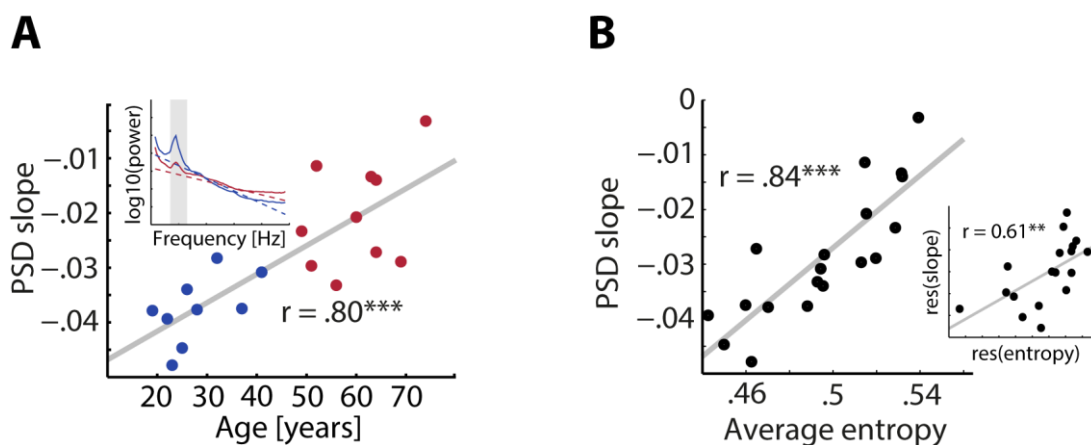 A
B
PSD slope
−.01
−.02
−.03
−.04
log10(power)
Frequency [Hz]
r = .80***
20 30 40 50 60 70
Age [years]
PSD slope
0
−.01
−.02
−.03
−.04
r = .84***
.46 .5 .54
Average entropy
res(slope)
r = 0.61**
res(entropy)